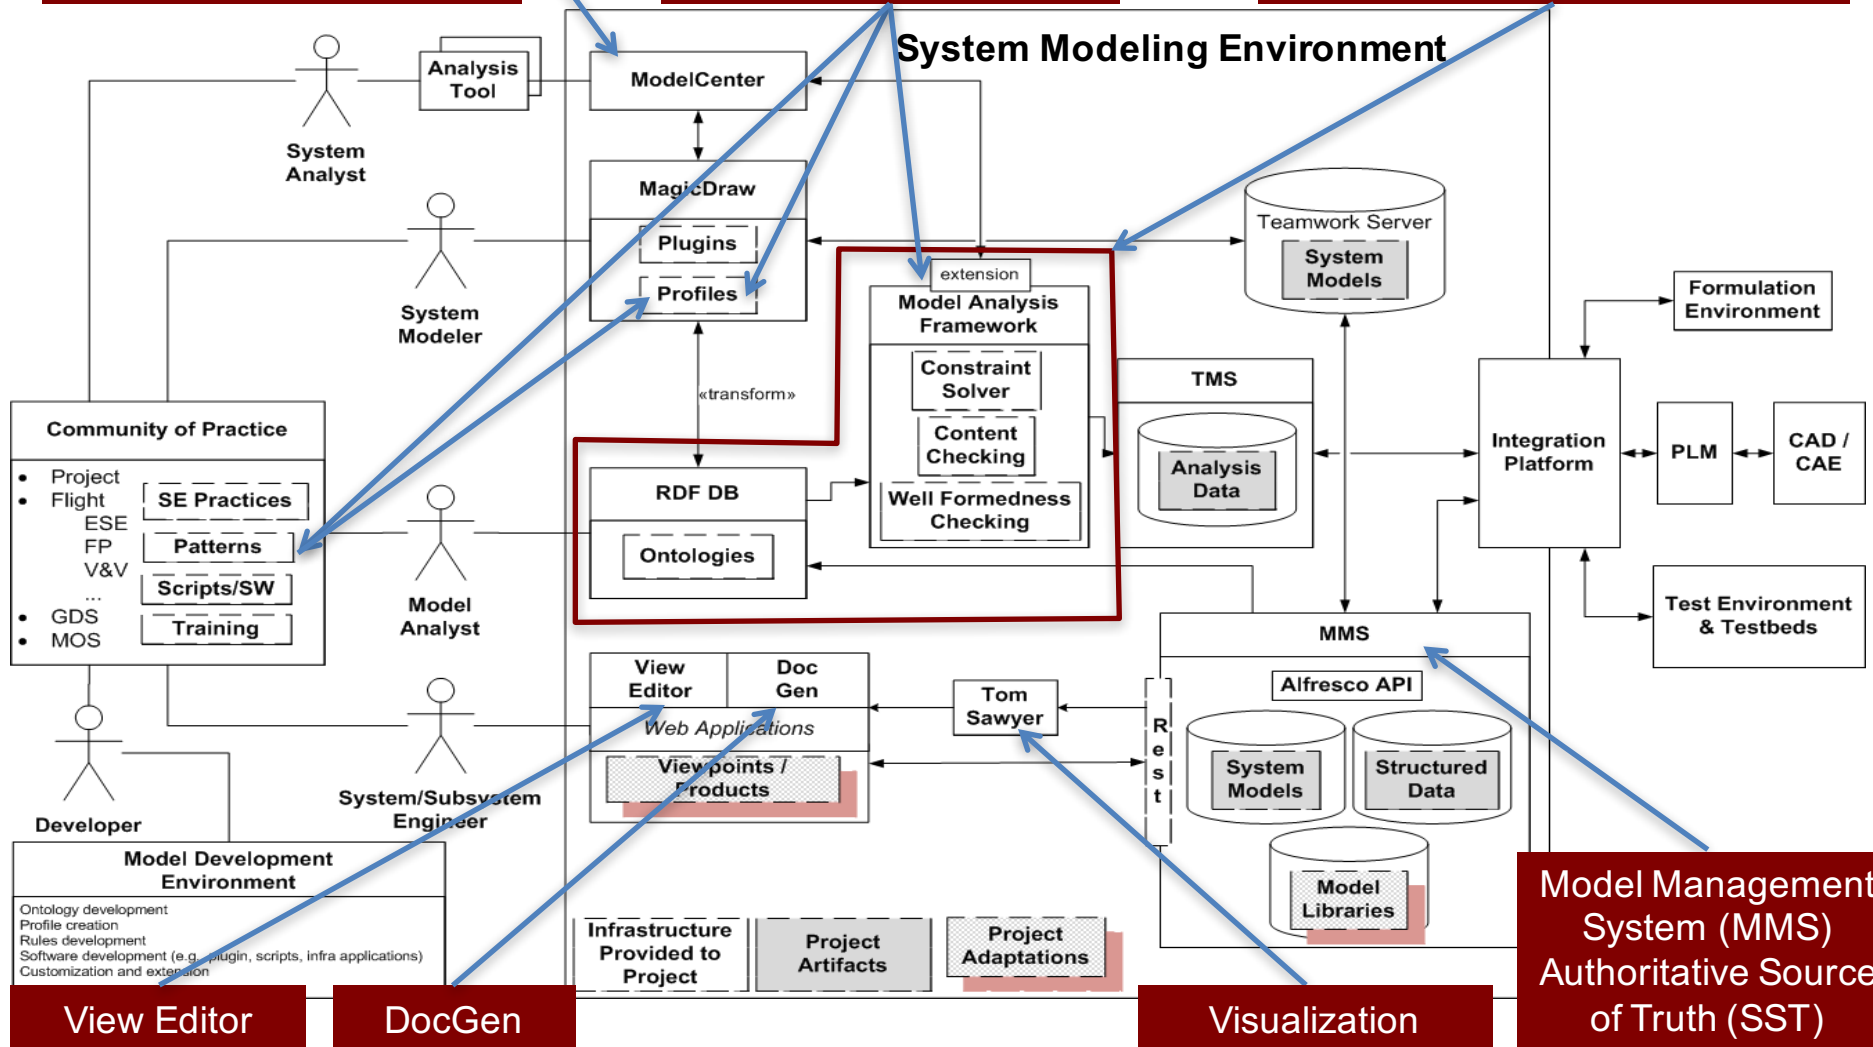 System Modeling Environment
Analysis
Tool
ModelCenter
System
Analyst
MagicDraw
Plugins
Profiles
System
Modeler
Teamwork Server
System
Models
extension
Model Analysis
Framework
Constraint
Solver
Content
Checking
Well Formedness
Checking
Formulation
Environment
«transform»
TMS
Analysis
Data
Integration
Platform
PLM
CAD /
CAE
Community of Practice
• Project
• Flight
ESE
FP
V&V
...
• GDS
• MOS
SE Practices
Patterns
Scripts/SW
Training
RDF DB
Ontologies
Model
Analyst
Test Environment
& Testbeds
MMS
Alfresco API
System
Models
Structured
Data
Model
Libraries
Rest
View
Editor
Doc
Gen
Web Applications
Viewpoints /
Products
Tom
Sawyer
Developer
System/Subsystem
Engineer
Model Development
Environment
Ontology development
Profile creation
Rules development
Software development (e.g., plugin, scripts, infra applications)
Customization and extension
Infrastructure
Provided to
Project
Project
Artifacts
Project
Adaptations
View Editor
DocGen
Visualization
Model Management
System (MMS)
Authoritative Source
of Truth (SST)